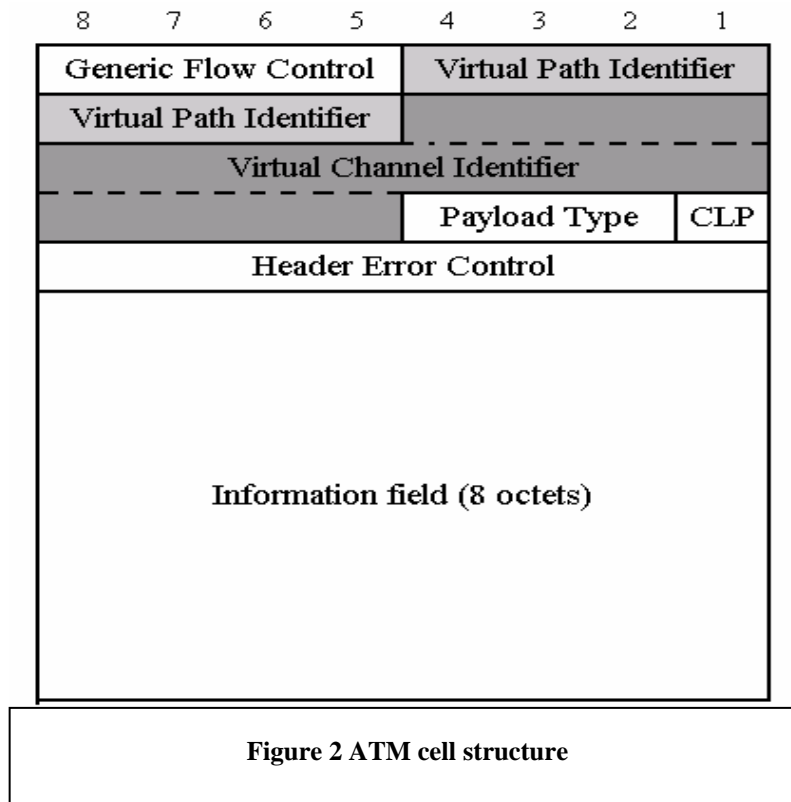 8 7 6 5 4 3 2 1
Generic Flow Control Virtual Path Identifier
Virtual Path Identifier
Virtual Channel Identifier
Payload Type CLP
Header Error Control
Information field (8 octets)
Figure 2 ATM cell structure